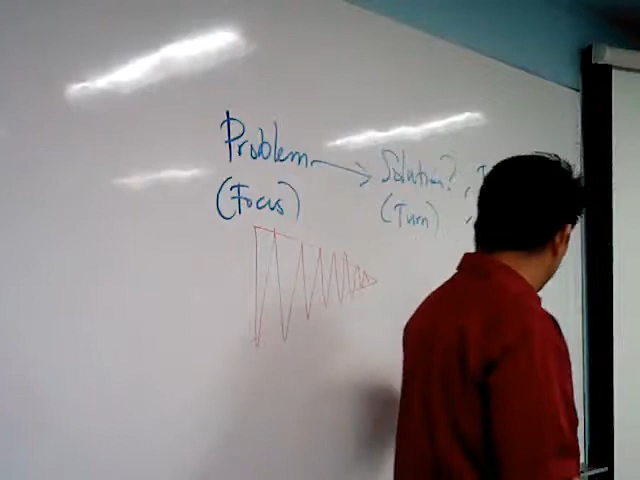 Problem → Solution?
(Focus) (Turn)